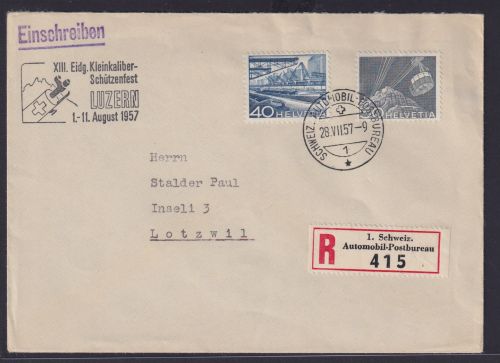 Einschreiben
XIII. Eidg. Kleinkaliber-
Schützenfest
LUZERN
1.-11. August 1957
40 HELVETIA
HELVETIA
SCHWEIZ. AUTOMOBIL-POSTBUREAU
28.VII.57-9
1
Herrn
Stalder Paul
Inseli 3
Lotzwil
R
1. Schweiz.
Automobil-Postbureau
415